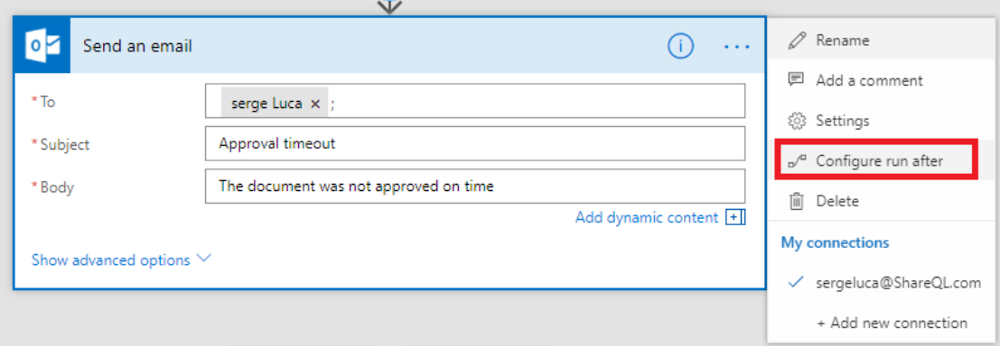 Send an email
* To
serge Luca × ;
* Subject
Approval timeout
* Body
The document was not approved on time
Add dynamic content
Show advanced options
Rename
Add a comment
Settings
Configure run after
Delete
My connections
sergeluca@ShareQL.com
+ Add new connection